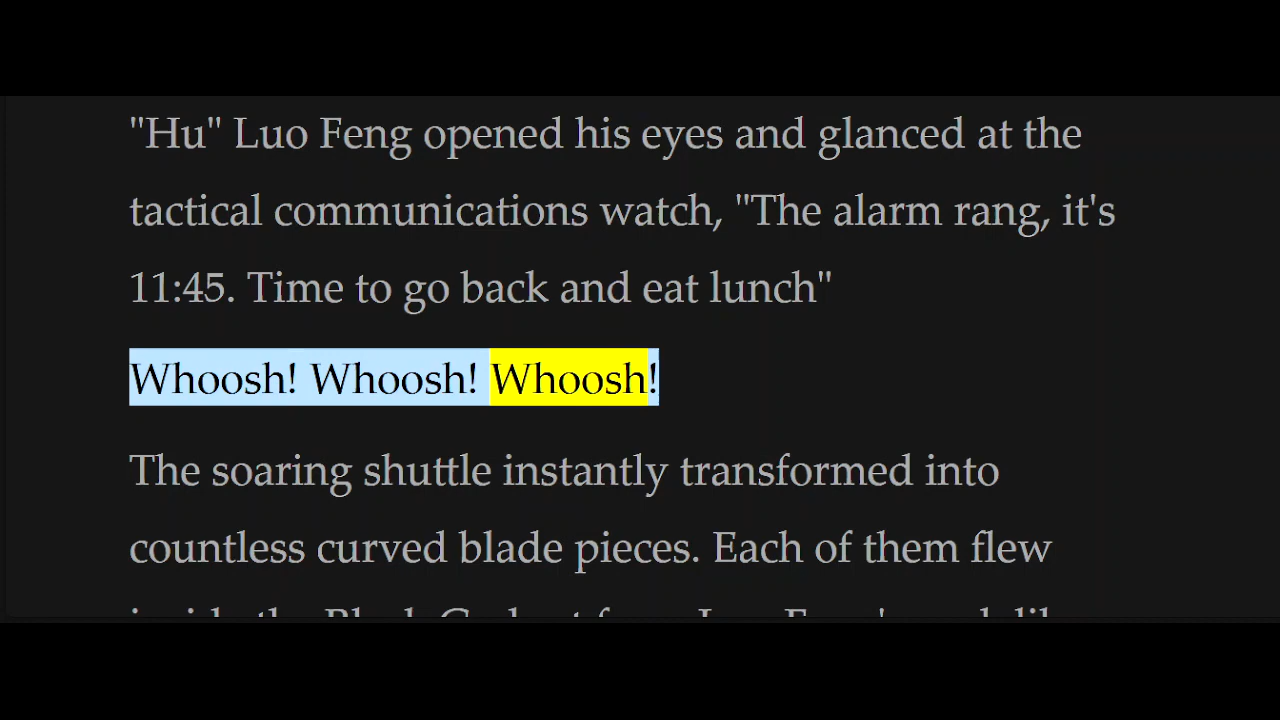 "Hu" Luo Feng opened his eyes and glanced at the
tactical communications watch, "The alarm rang, it's
11:45. Time to go back and eat lunch"
Whoosh! Whoosh! Whoosh!
The soaring shuttle instantly transformed into
countless curved blade pieces. Each of them flew